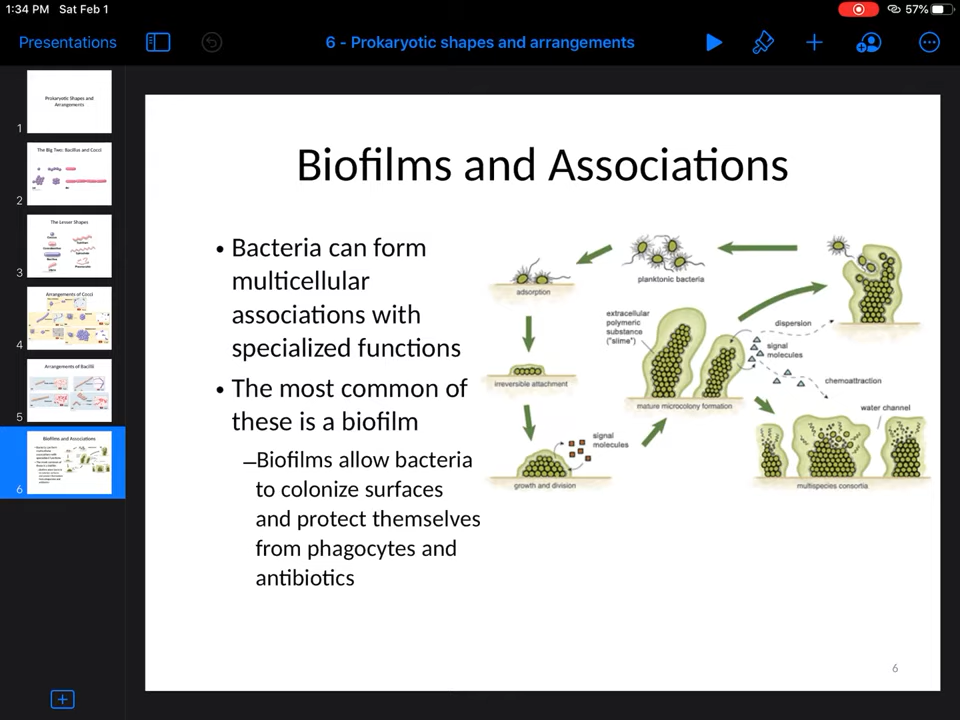 1:34 PM Sat Feb 1
57%
Presentations
6 - Prokaryotic shapes and arrangements
Prokaryotic Shapes and
Arrangements
1
The Big Two: Bacillus and Cocci
2
The Lesser Shapes
3
Arrangements of Cocci
4
Arrangements of Bacilli
5
Biofilms and Associations
6
Biofilms and Associations
• Bacteria can form
multicellular
associations with
specialized functions
• The most common of
these is a biofilm
–Biofilms allow bacteria
to colonize surfaces
and protect themselves
from phagocytes and
antibiotics
adsorption
planktonic bacteria
extracellular
polymeric
substance
("slime")
dispersion
signal
molecules
irreversible attachment
chemoattraction
mature microcolony formation
water channel
signal
molecules
growth and division
multispecies consortia
6